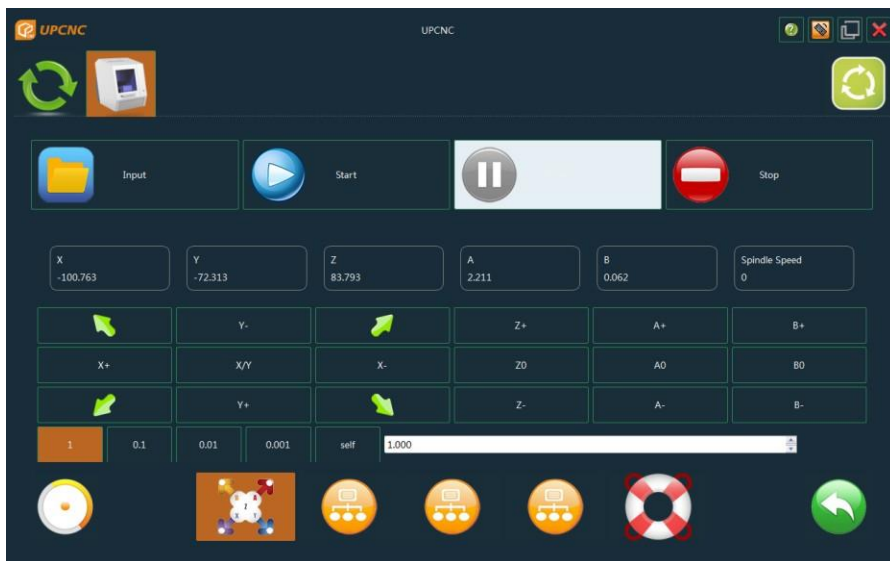 UPCNC
UPCNC
Input
Start
Stop
X
-100.763
Y
-72.313
Z
83.793
A
2.211
B
0.062
Spindle Speed
0
Y-
Z+
A+
B+
X+
X/Y
X-
Z0
A0
B0
Y+
Z-
A-
B-
1
0.1
0.01
0.001
self
1.000